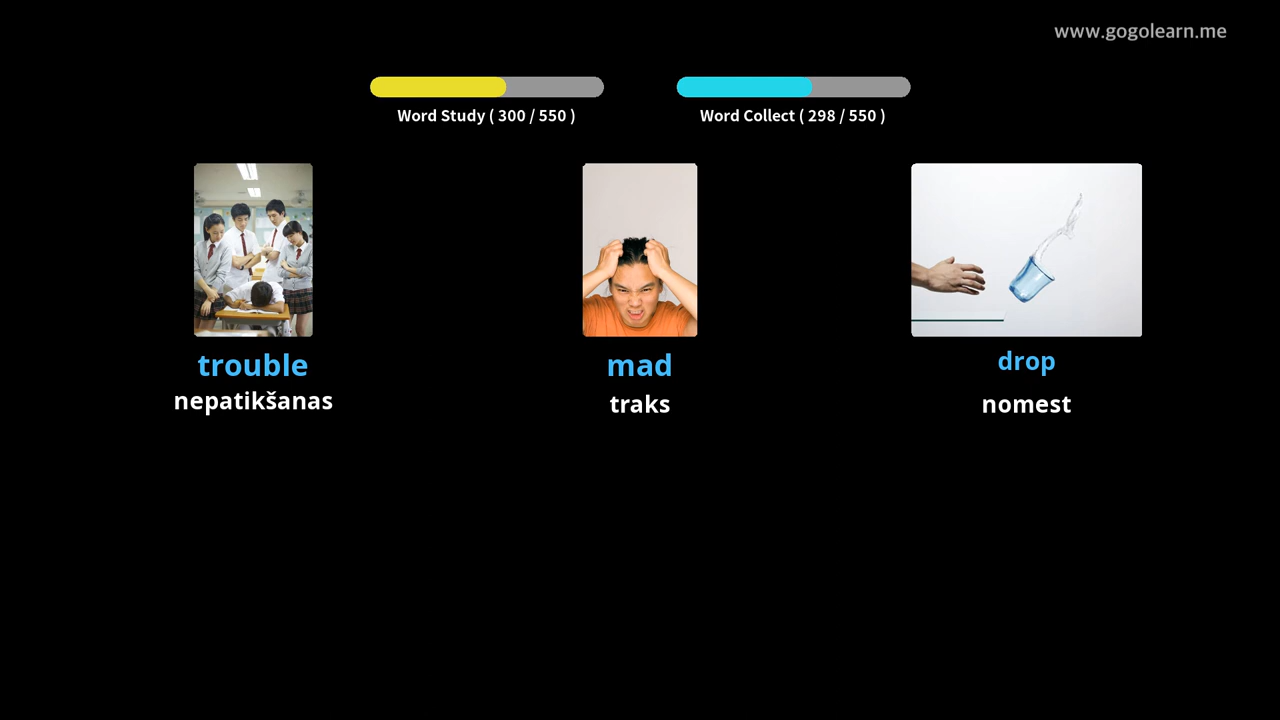 www.gogolearn.me
Word Study ( 300 / 550 )
Word Collect ( 298 / 550 )
trouble
nepatikšanas
mad
traks
drop
nomest